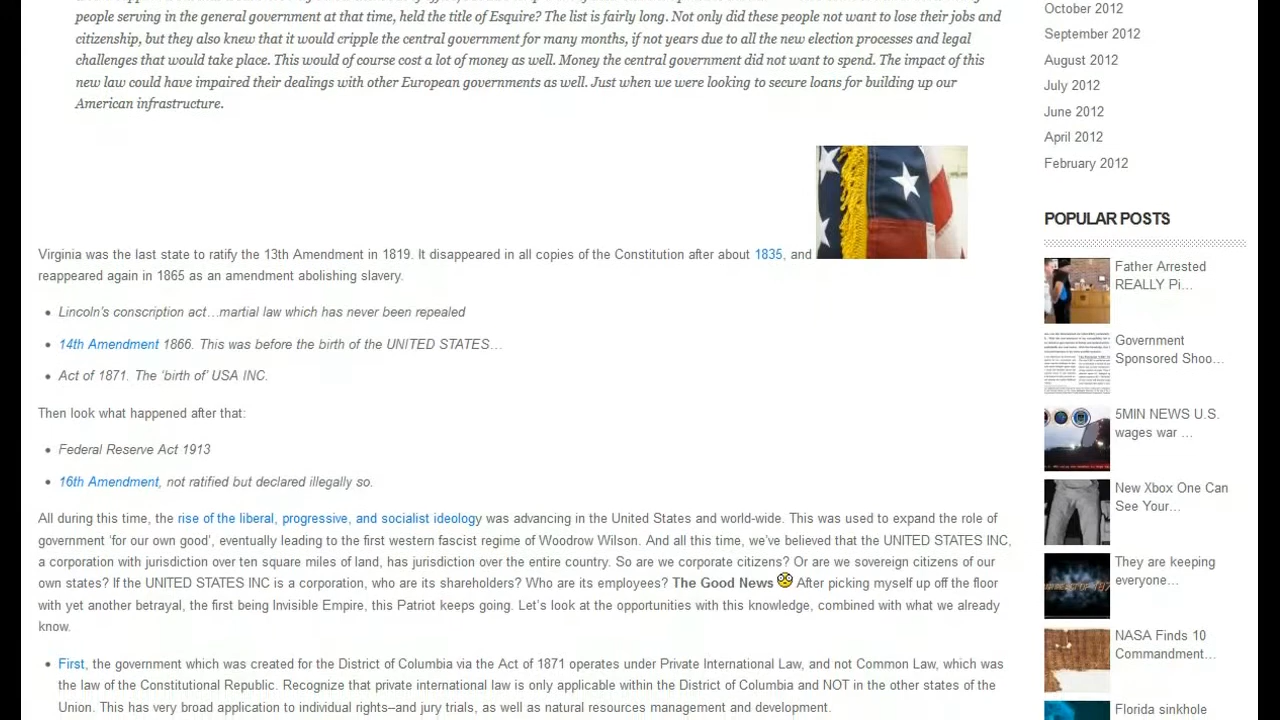 people serving in the general government at that time, held the title of Esquire? The list is fairly long. Not only did these people not want to lose their jobs and
citizenship, but they also knew that it would cripple the central government for many months, if not years due to all the new election processes and legal
challenges that would take place. This would of course cost a lot of money as well. Money the central government did not want to spend. The impact of this
new law could have impaired their dealings with other European governments as well. Just when we were looking to secure loans for building up our
American infrastructure.
Virginia was the last state to ratify the 13th Amendment in 1819. It disappeared in all copies of the Constitution after about 1835, and
reappeared again in 1865 as an amendment abolishing slavery.
Lincoln's conscription act…martial law which has never been repealed
14th Amendment 1866. This was before the birth of the UNITED STATES…
Act of 1871. The 'birth of' USA INC.
Then look what happened after that:
Federal Reserve Act 1913
16th Amendment, not ratified but declared illegally so.
All during this time, the rise of the liberal, progressive, and socialist ideology was advancing in the United States and world-wide. This was used to expand the role of
government 'for our own good', eventually leading to the first western fascist regime of Woodrow Wilson. And all this time, we've believed that the UNITED STATES INC,
a corporation with jurisdiction over ten square miles of land, has jurisdiction over the entire country. So are we corporate citizens? Or are we sovereign citizens of our
own states? If the UNITED STATES INC is a corporation, who are its shareholders? Who are its employees? The Good News After picking myself up off the floor
with yet another betrayal, the first being Invisible Empire, this Patriot keeps going. Let's look at the opportunities with this knowledge, combined with what we already
know.
First, the government which was created for the District of Columbia via the Act of 1871 operates under Private International Law, and not Common Law, which was
the law of the Constitutional Republic. Recognize that private international law is only applicable within the District of Columbia and NOT in the other states of the
Union. This has very broad application to individual rights–and jury trials, as well as natural resources management and development.
October 2012
September 2012
August 2012
July 2012
June 2012
April 2012
February 2012
POPULAR POSTS
Father Arrested
REALLY Pi…
Government
Sponsored Shoo…
5MIN NEWS U.S.
wages war …
New Xbox One Can
See Your…
They are keeping
everyone…
NASA Finds 10
Commandment…
Florida sinkhole